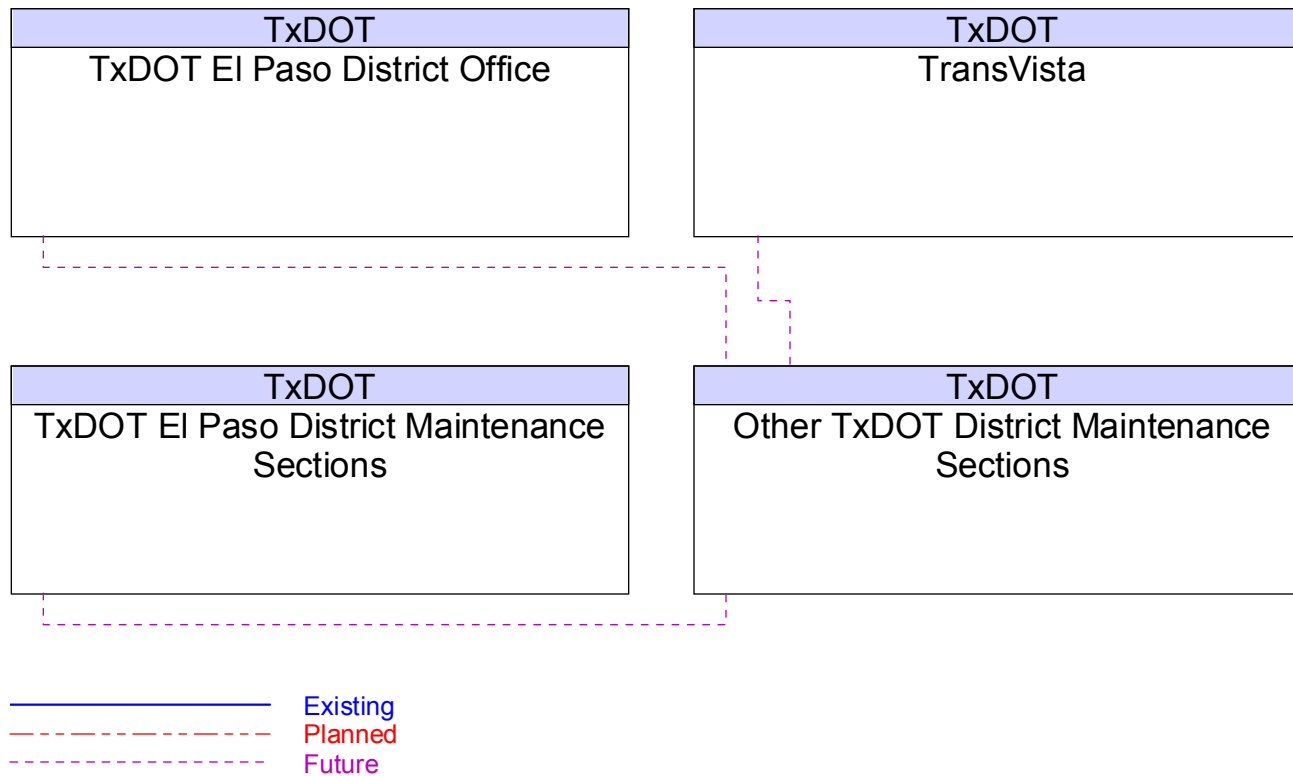 TxDOT
TxDOT El Paso District Office
TxDOT
TransVista
TxDOT
TxDOT El Paso District Maintenance
Sections
TxDOT
Other TxDOT District Maintenance
Sections
Existing
Planned
Future